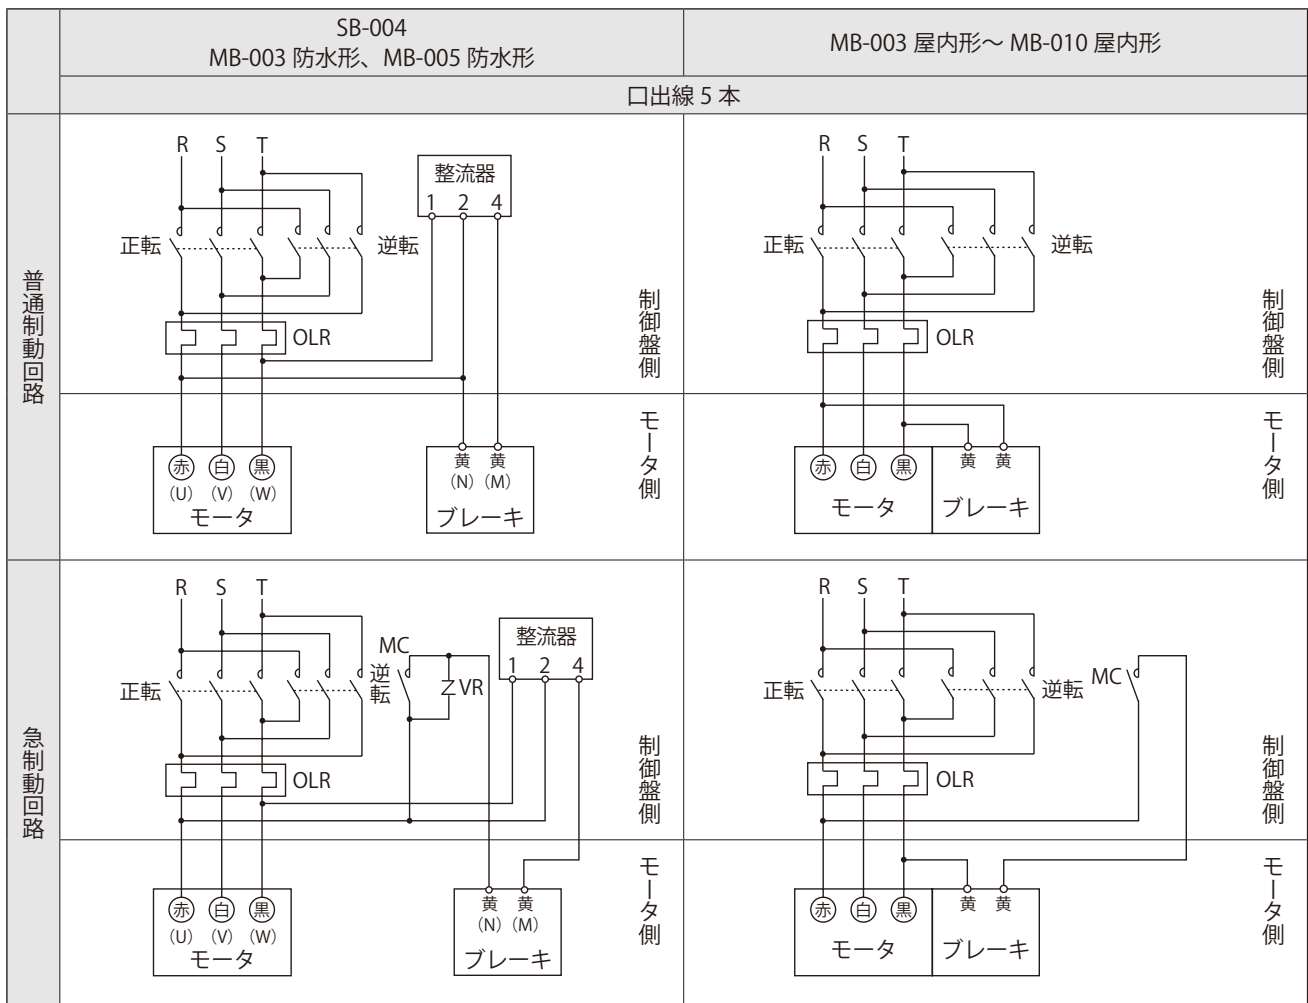 SB-004
MB-003 防水形、MB-005 防水形
MB-003 屋内形～ MB-010 屋内形
口出線 5 本
普通制動回路
R S T
整流器
1 2 4
正転
逆転
OLR
制御盤側
モータ側
赤 白 黒
(U) (V) (W)
モータ
黄 黄
(N) (M)
ブレーキ
R S T
正転
逆転
OLR
制御盤側
モータ側
赤 白 黒
モータ
黄 黄
ブレーキ
急制動回路
R S T
正転
逆転
MC
VR
整流器
1 2 4
OLR
制御盤側
モータ側
赤 白 黒
(U) (V) (W)
モータ
黄 黄
(N) (M)
ブレーキ
R S T
正転
逆転
MC
OLR
制御盤側
モータ側
赤 白 黒
モータ
黄 黄
ブレーキ